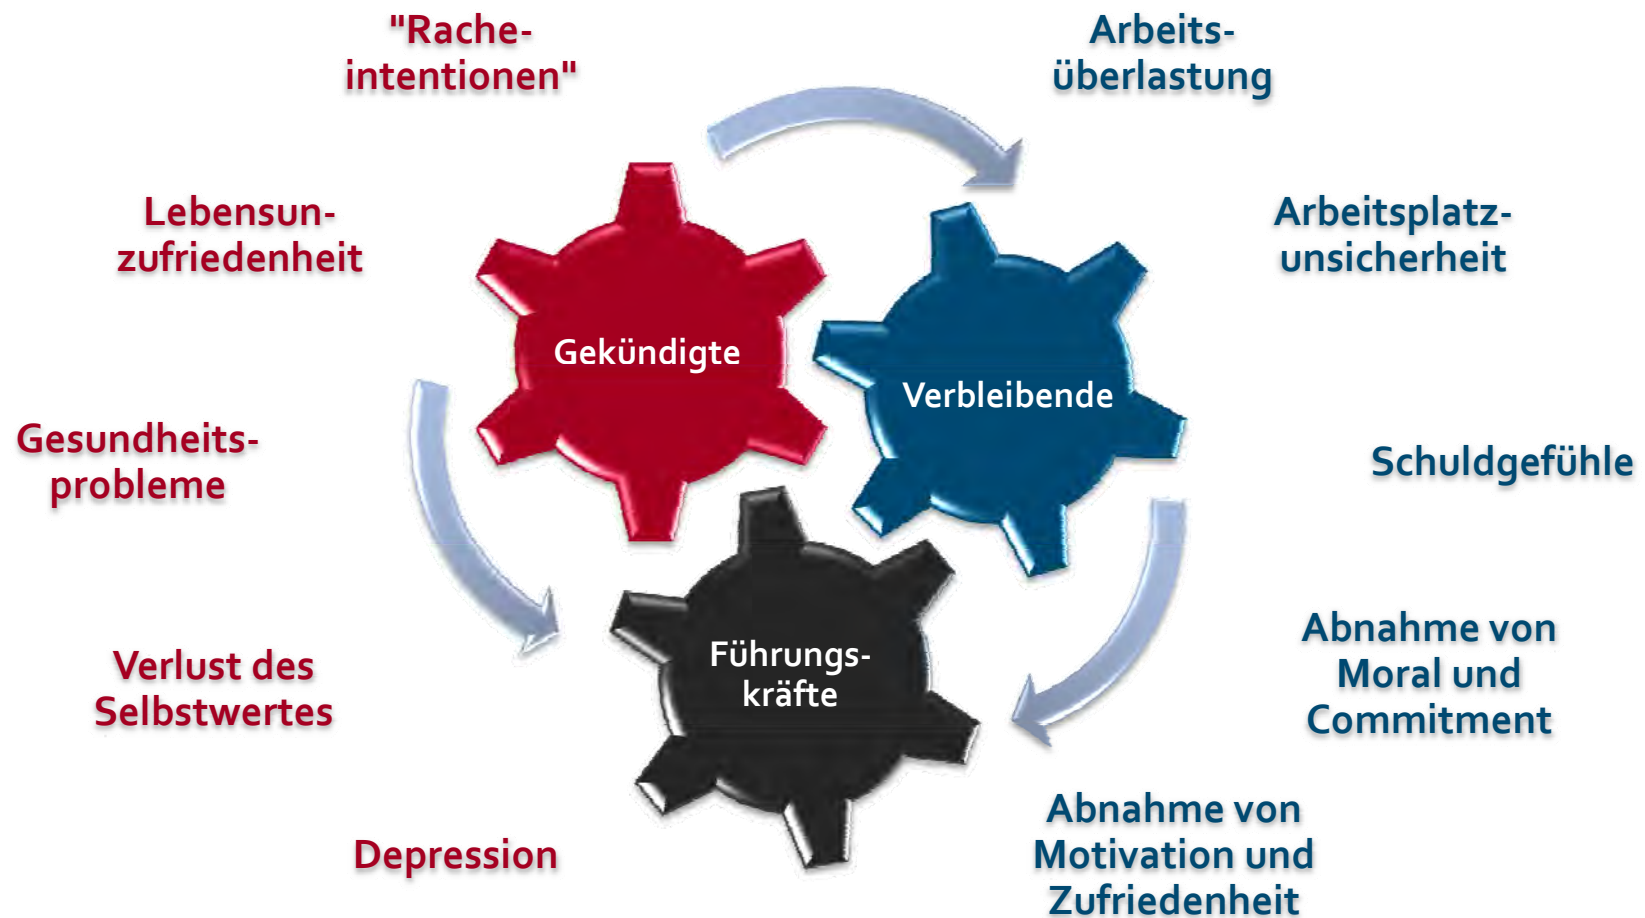 "Rache-
intentionen"
Arbeits-
überlastung
Lebensun-
zufriedenheit
Arbeitsplatz-
unsicherheit
Gekündigte
Verbleibende
Gesundheits-
probleme
Schuldgefühle
Führungs-
kräfte
Verlust des
Selbstwertes
Abnahme von
Moral und
Commitment
Depression
Abnahme von
Motivation und
Zufriedenheit